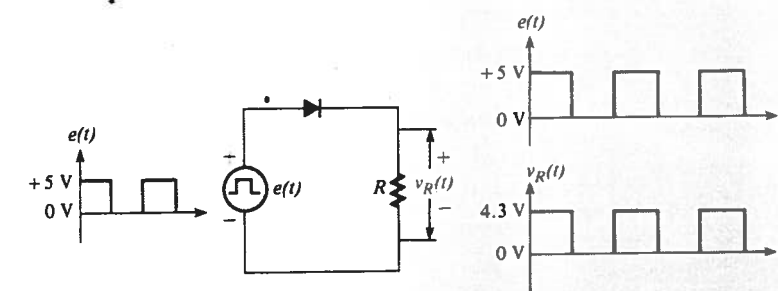 e(t)
+5 V
0 V
+
e(t)
−
R
+
v_R(t)
−
e(t)
+5 V
0 V
v_R(t)
4.3 V
0 V